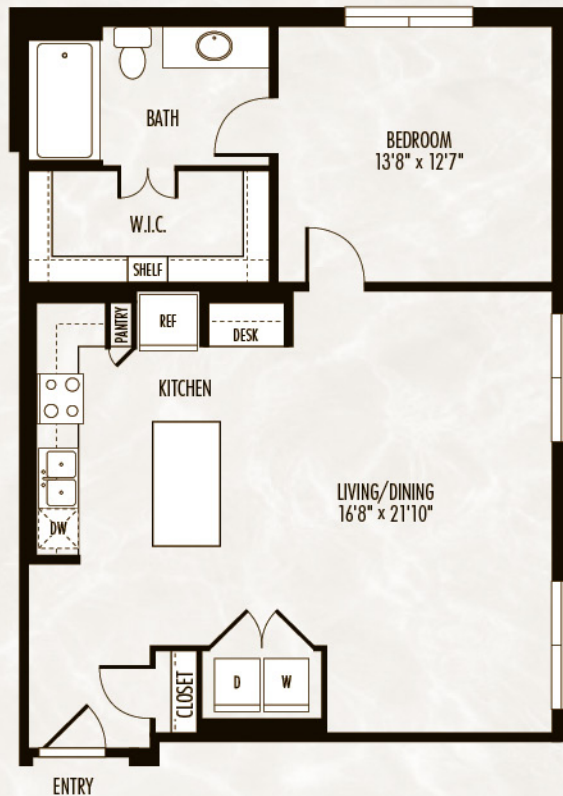 BATH
BEDROOM
13'8" x 12'7"
W.I.C.
SHELF
PANTRY
REF
DESK
KITCHEN
LIVING/DINING
16'8" x 21'10"
DW
D
W
CLOSET
ENTRY